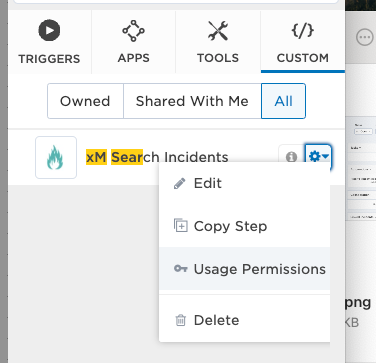 TRIGGERS APPS TOOLS CUSTOM
Owned Shared With Me All
xM Search Incidents
Edit
Copy Step
Usage Permissions
Delete
png
KB